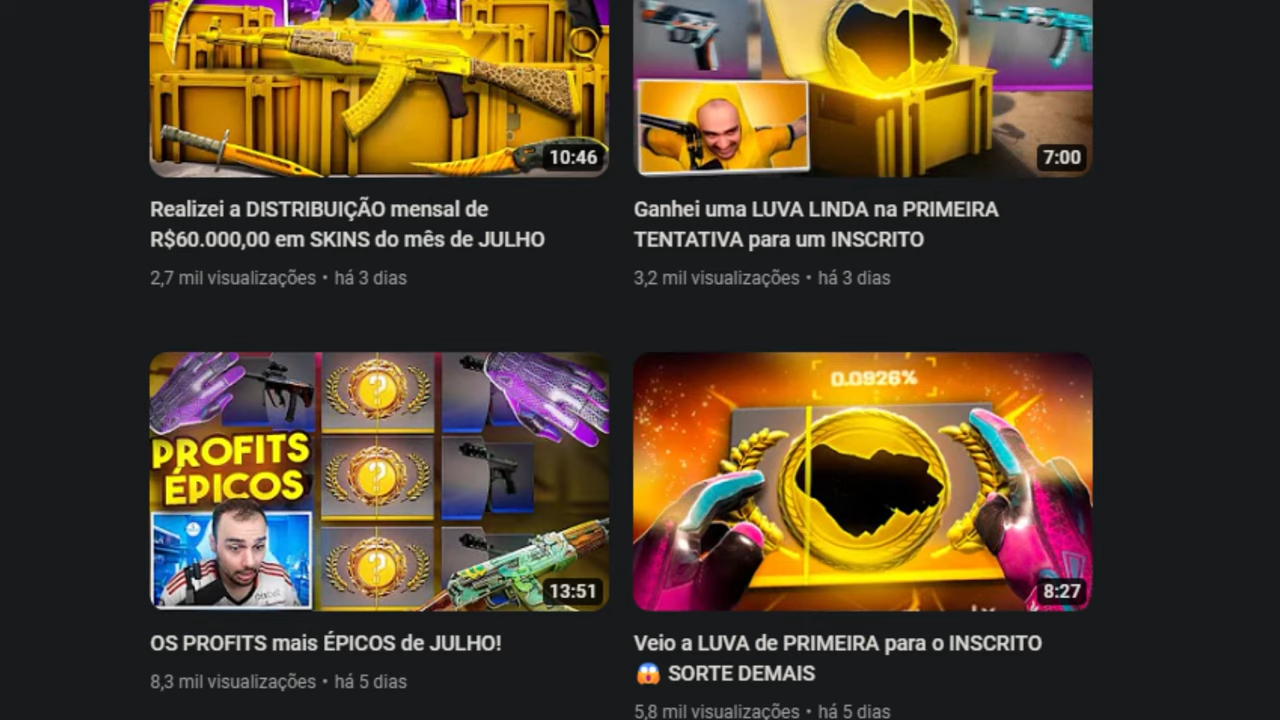 10:46
7:00
Realizei a DISTRIBUIÇÃO mensal de
R$60.000,00 em SKINS do mês de JULHO
2,7 mil visualizações • há 3 dias
Ganhei uma LUVA LINDA na PRIMEIRA
TENTATIVA para um INSCRITO
3,2 mil visualizações • há 3 dias
PROFITS
ÉPICOS
?
?
?
13:51
0.0926%
8:27
OS PROFITS mais ÉPICOS de JULHO!
8,3 mil visualizações • há 5 dias
Veio a LUVA de PRIMEIRA para o INSCRITO
😱 SORTE DEMAIS
5,8 mil visualizações • há 5 dias